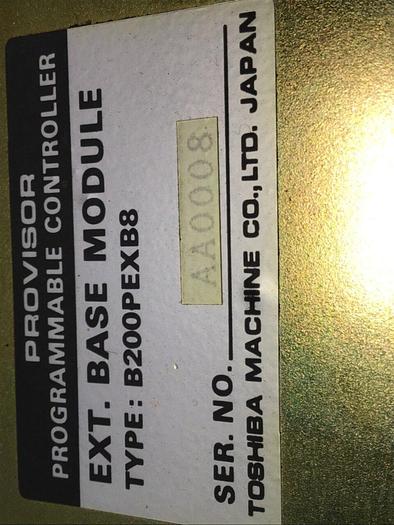 PROVISOR
PROGRAMMABLE CONTROLLER
EXT. BASE MODULE
TYPE: B200PEXB8
AA0008
SER. NO.
TOSHIBA MACHINE CO., LTD. JAPAN